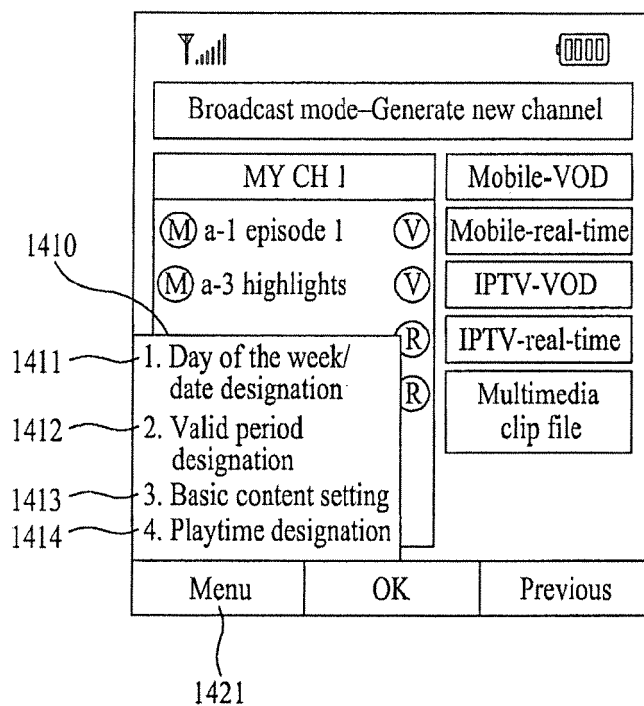 Broadcast mode–Generate new channel
MY CH 1
M a-1 episode 1 V
M a-3 highlights V
R
R
Mobile-VOD
Mobile-real-time
IPTV-VOD
IPTV-real-time
Multimedia
clip file
1410
1411
1. Day of the week/
date designation
1412
2. Valid period
designation
1413
3. Basic content setting
1414
4. Playtime designation
Menu
OK
Previous
1421